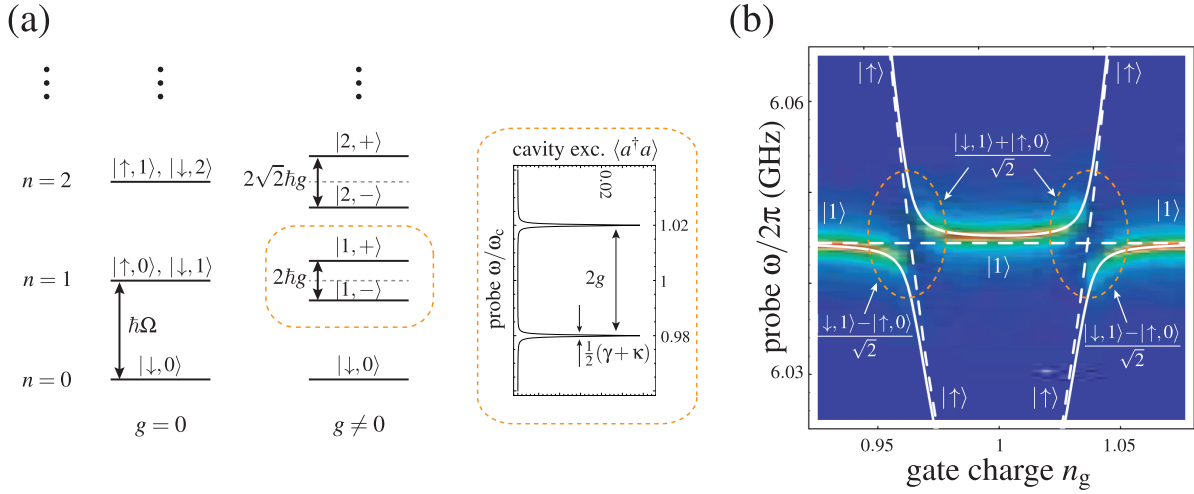 (a)
⋮ ⋮ ⋮
n = 2
|↑,1⟩, |↓,2⟩
2√2ħg
|2,+⟩
|2,−⟩
n = 1
|↑,0⟩, |↓,1⟩
2ħg
|1,+⟩
|1,−⟩
ħΩ
n = 0
|↓,0⟩
|↓,0⟩
g = 0
g ≠ 0
cavity exc. ⟨a†a⟩
0.02
probe ω/ωc
1.02
2g
1
0.98
½(γ+κ)
(b)
probe ω/2π (GHz)
6.06
6.03
|↑⟩
|↑⟩
|↓,1⟩+|↑,0⟩
√2
|1⟩
|1⟩
|1⟩
|↓,1⟩−|↑,0⟩
√2
|↓,1⟩−|↑,0⟩
√2
|↑⟩
|↑⟩
0.95
1
1.05
gate charge ng